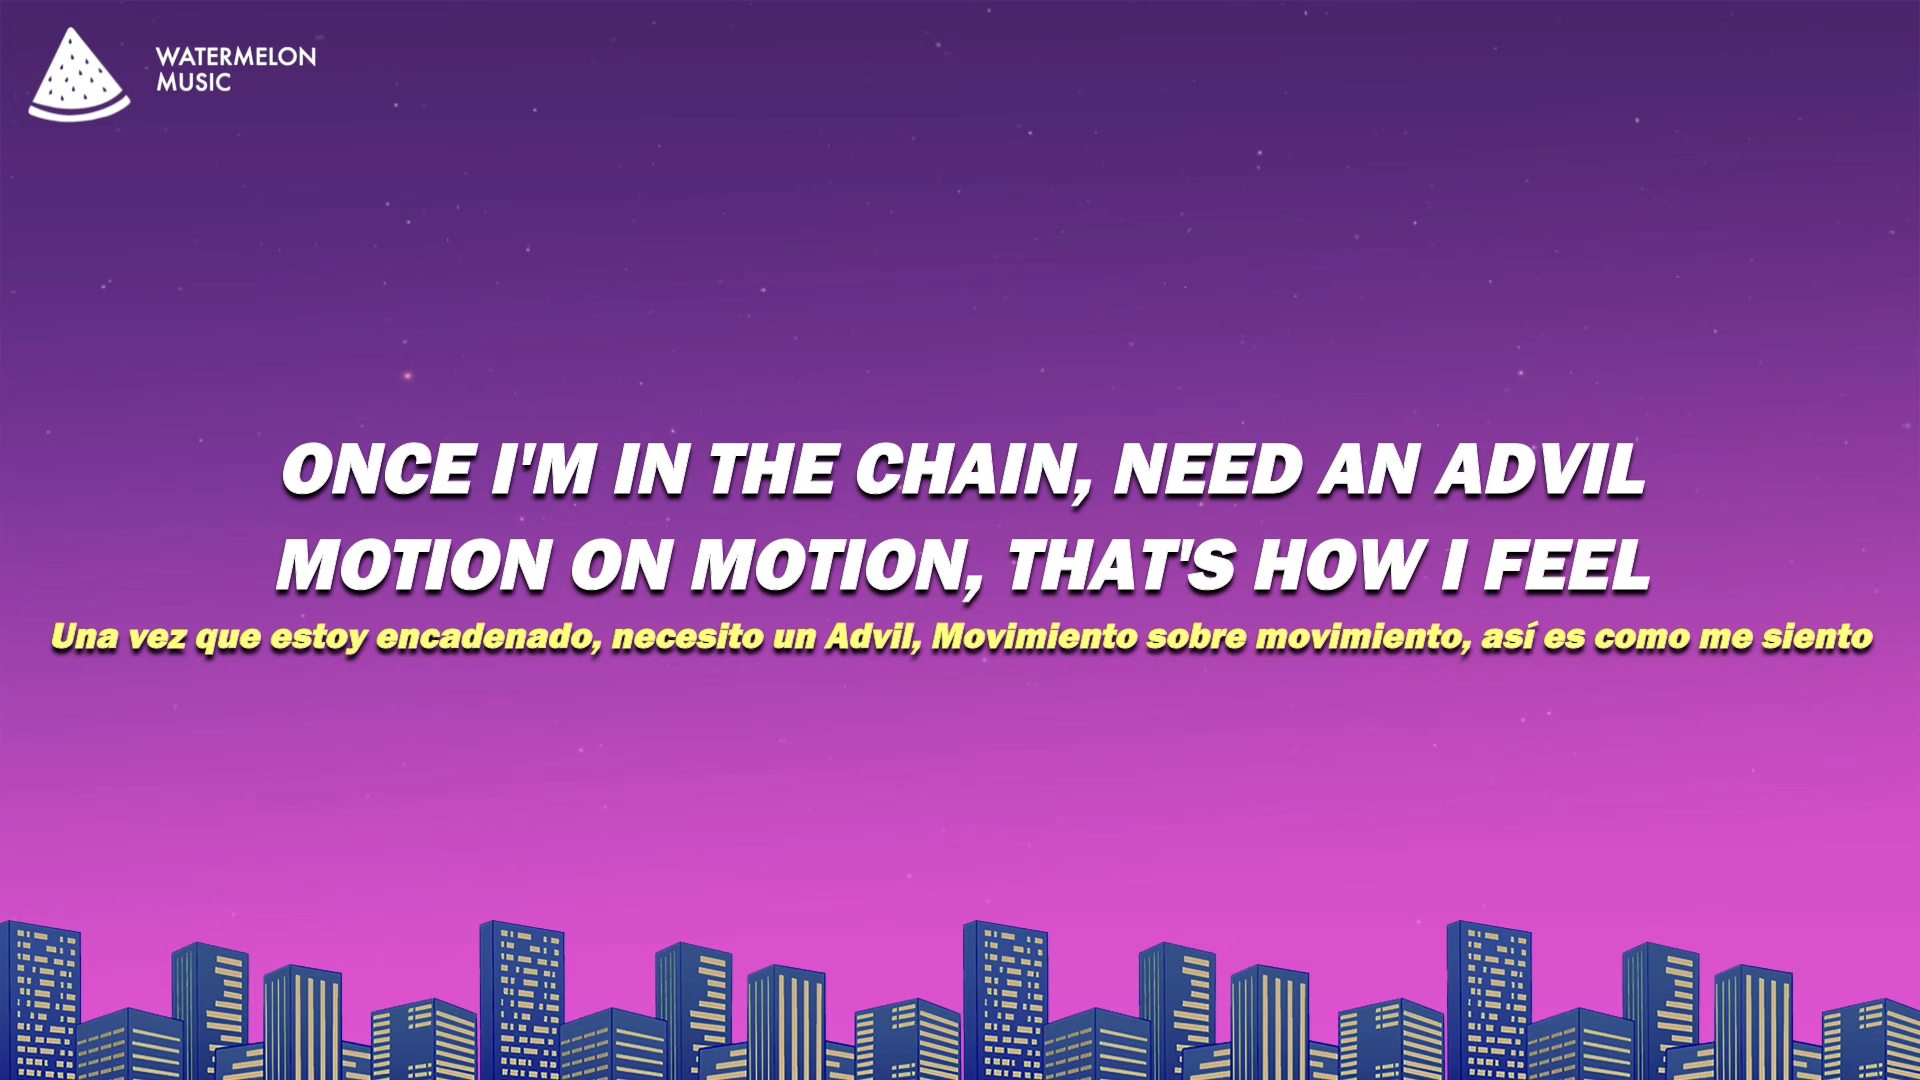 WATERMELON
MUSIC
ONCE I'M IN THE CHAIN, NEED AN ADVIL
MOTION ON MOTION, THAT'S HOW I FEEL
Una vez que estoy encadenado, necesito un Advil, Movimiento sobre movimiento, así es como me siento